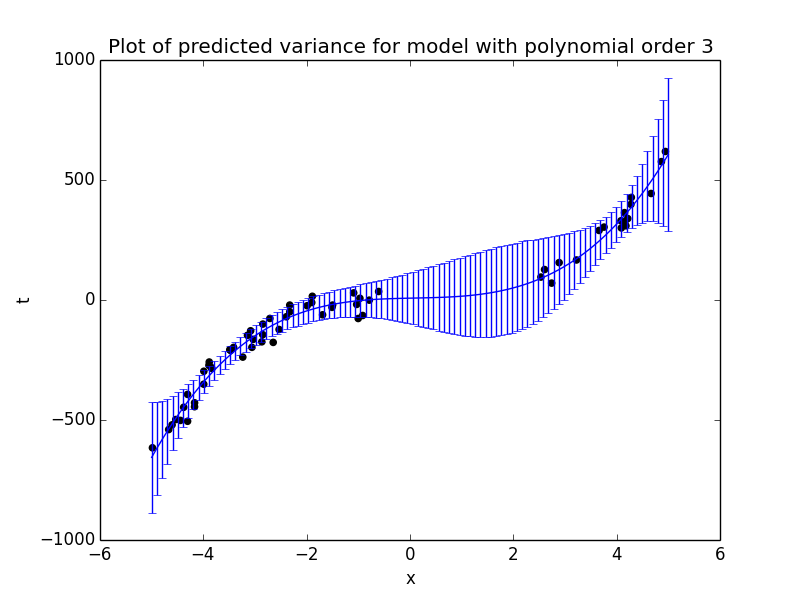 Plot of predicted variance for model with polynomial order 3
1000
500
0
−500
−1000
t
−6 −4 −2 0 2 4 6
x